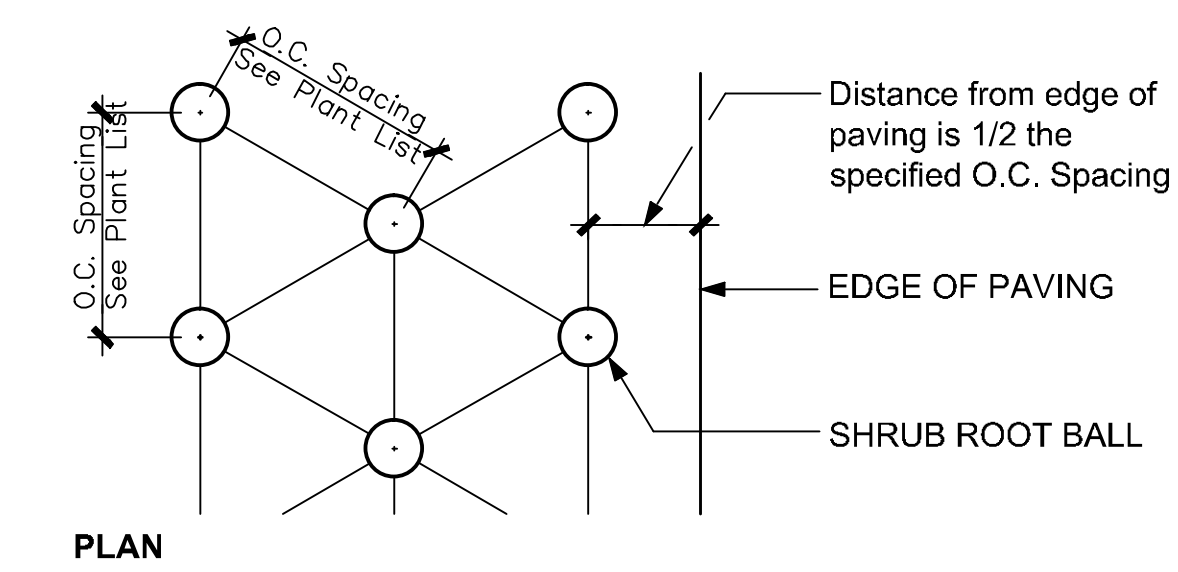 O.C. Spacing
See Plant List
O.C. Spacing
See Plant List
Distance from edge of
paving is 1/2 the
specified O.C. Spacing
EDGE OF PAVING
SHRUB ROOT BALL
PLAN